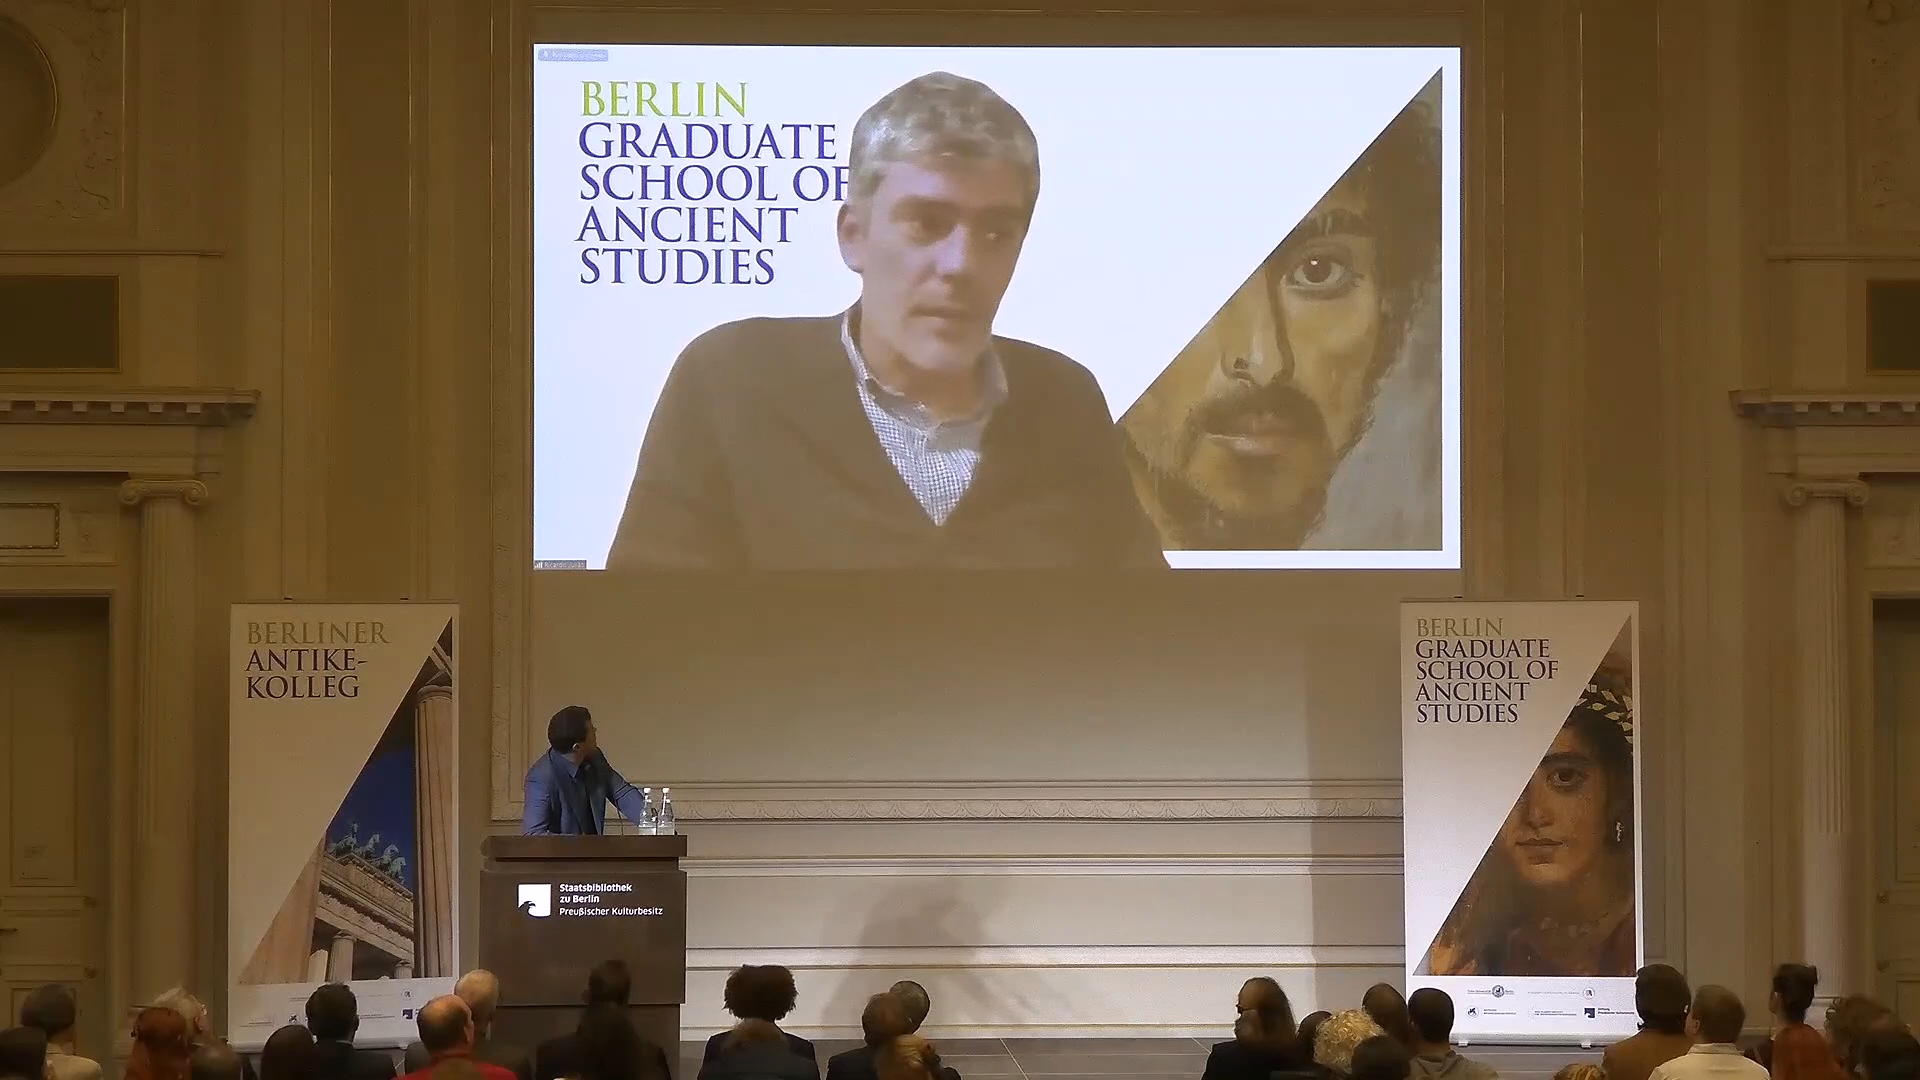 BERLIN
GRADUATE
SCHOOL OF
ANCIENT
STUDIES
BERLINER
ANTIKE-
KOLLEG
BERLIN
GRADUATE
SCHOOL OF
ANCIENT
STUDIES
Staatsbibliothek
zu Berlin
Preußischer Kulturbesitz